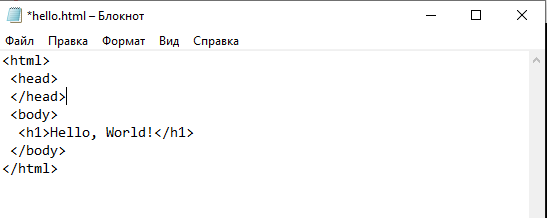 *hello.html – Блокнот
Файл Правка Формат Вид Справка
<html>
 <head>
 </head>
 <body>
  <h1>Hello, World!</h1>
 </body>
</html>